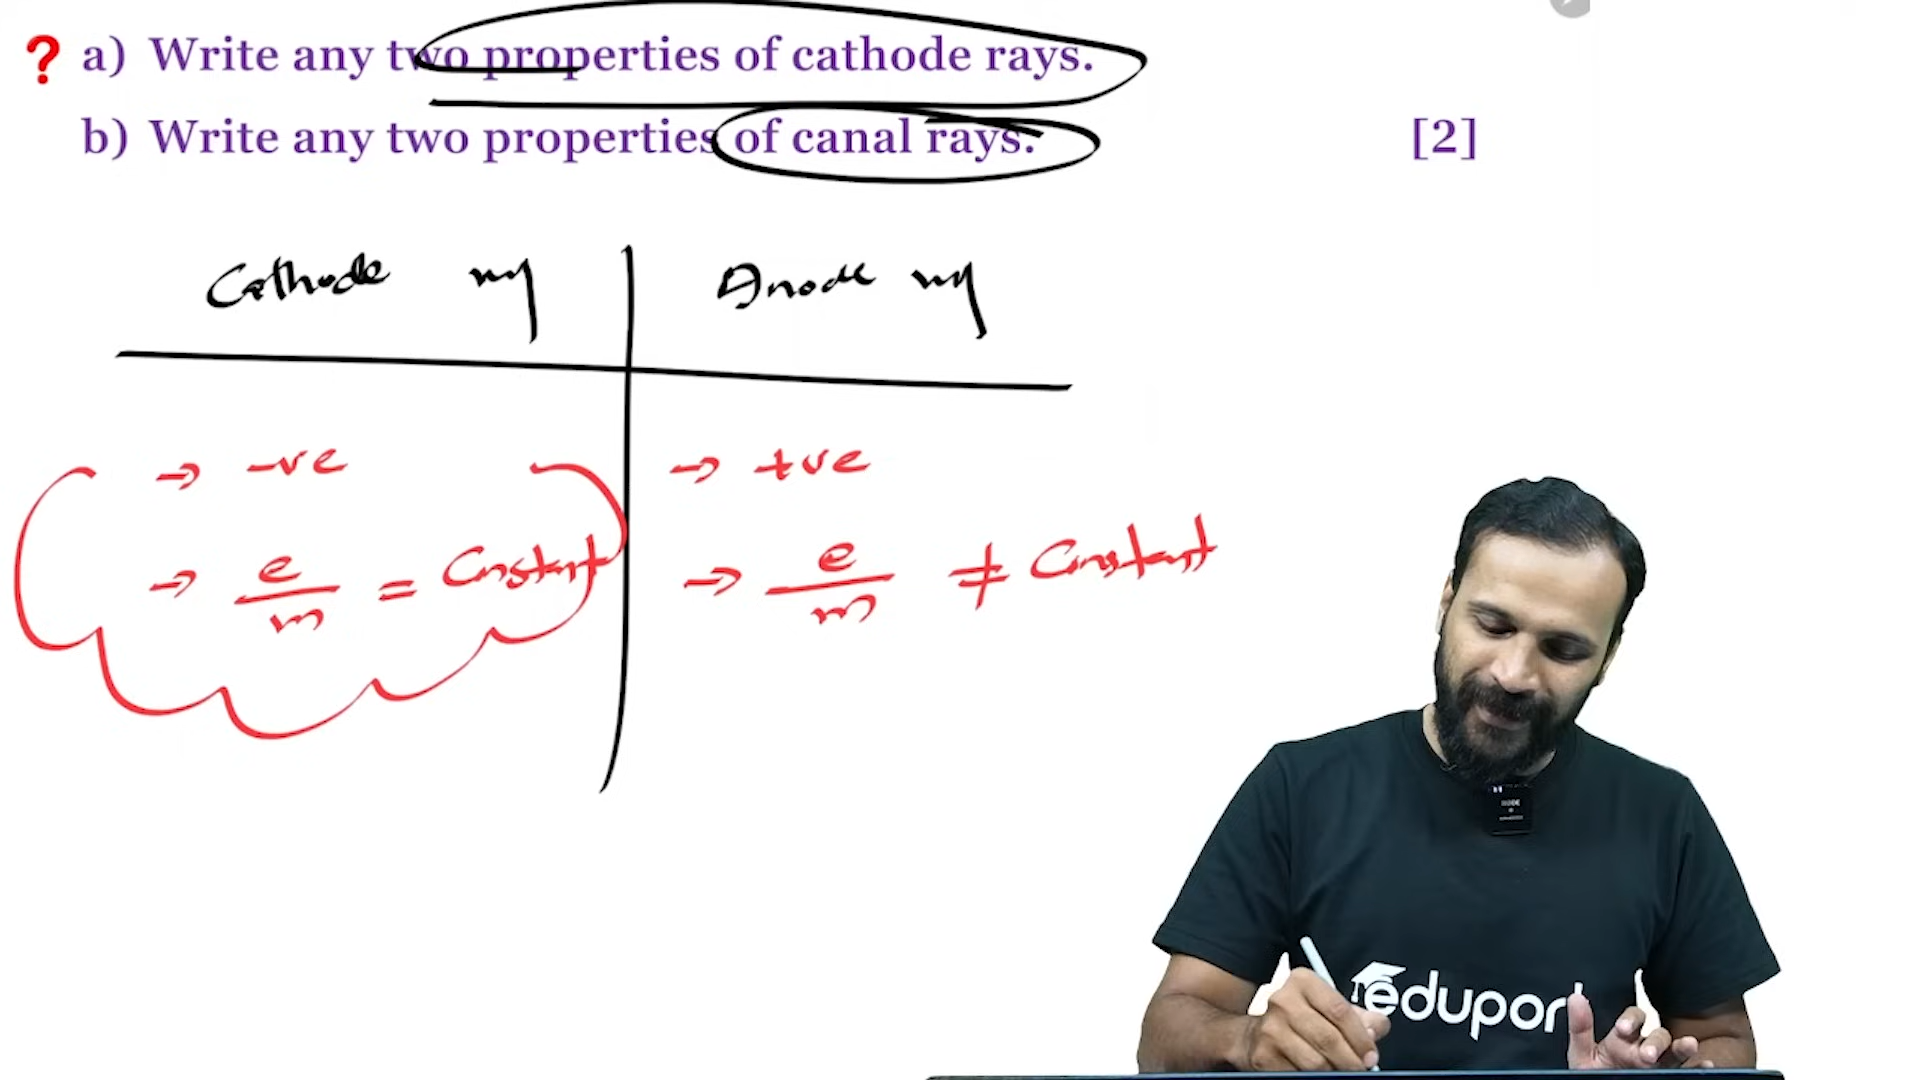 ? a) Write any two properties of cathode rays.
b) Write any two properties of canal rays. [2]
Cathode ray | Anode ray
→ -ve | → +ve
→ e/m = Constant | → e/m ≠ Constant
eduport